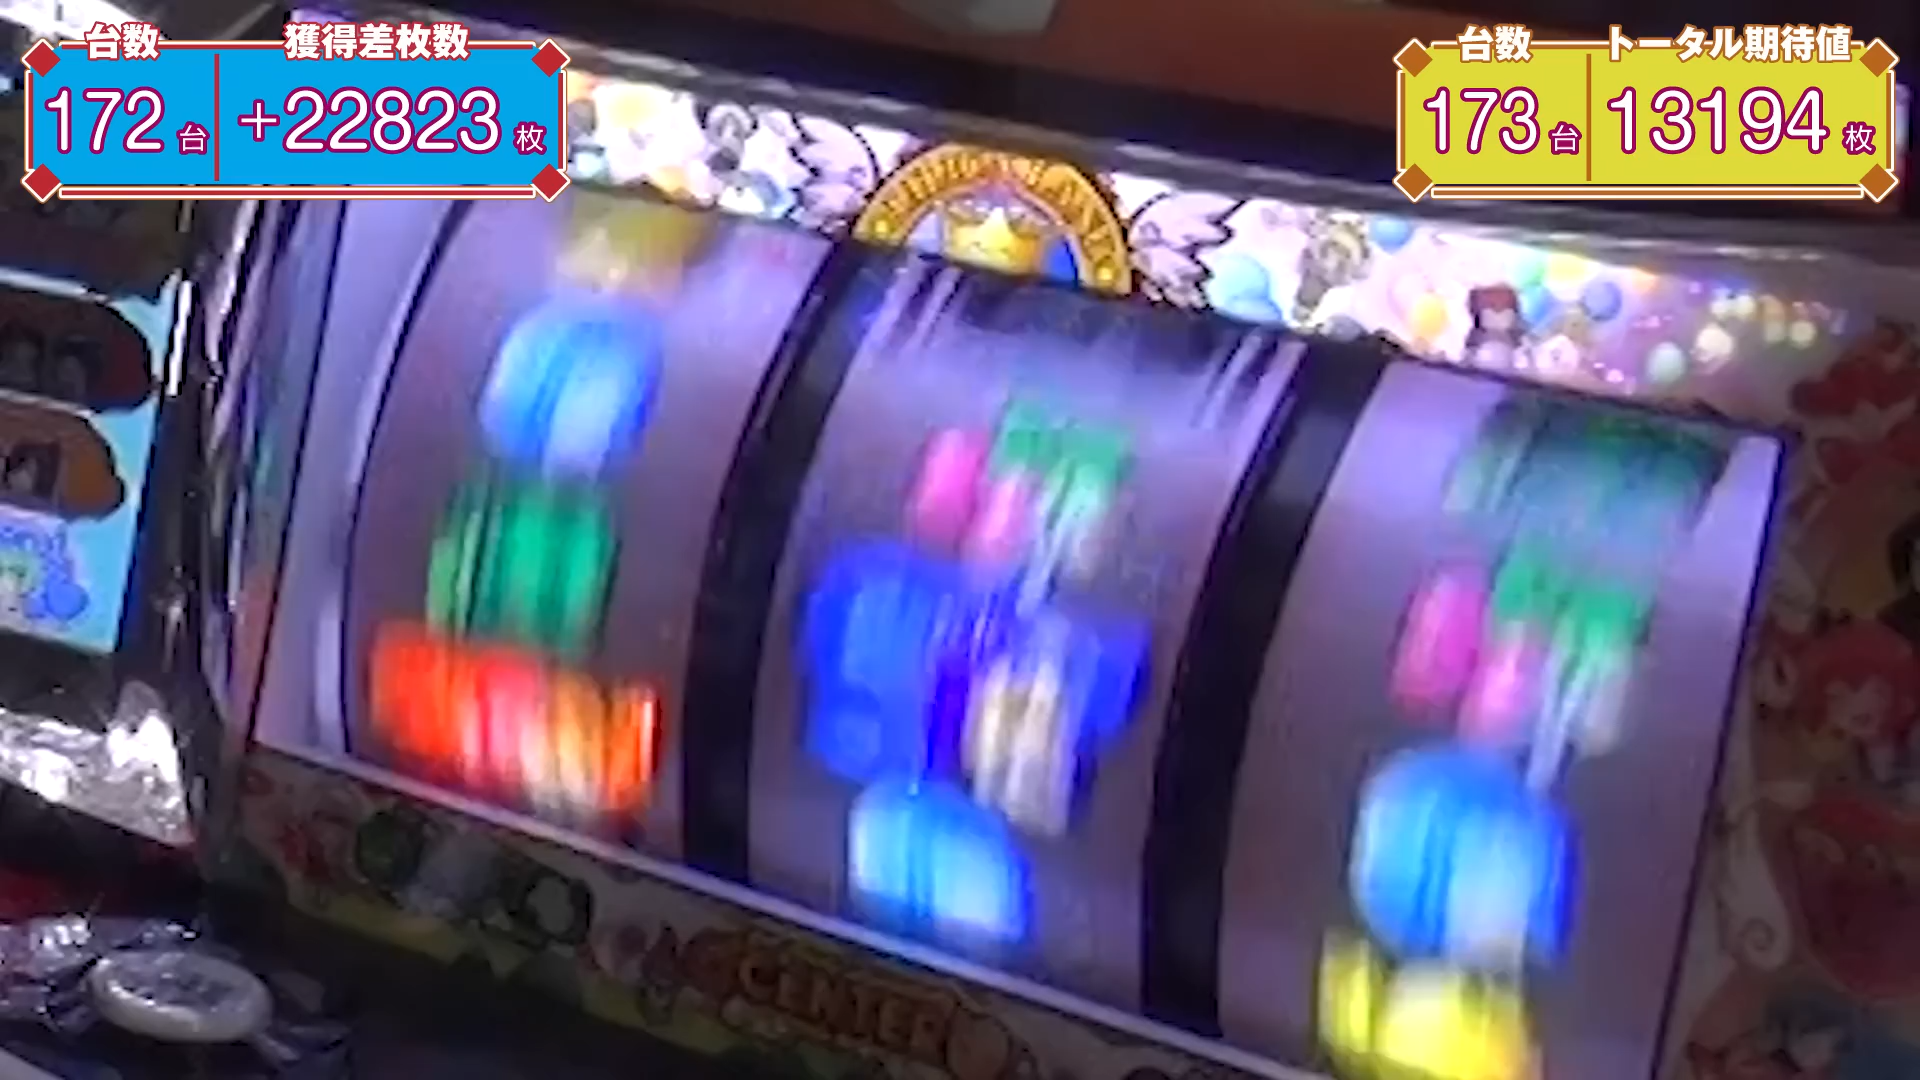 台数 獲得差枚数
172台 +22823枚
台数 トータル期待値
173台 13194枚
CENTER